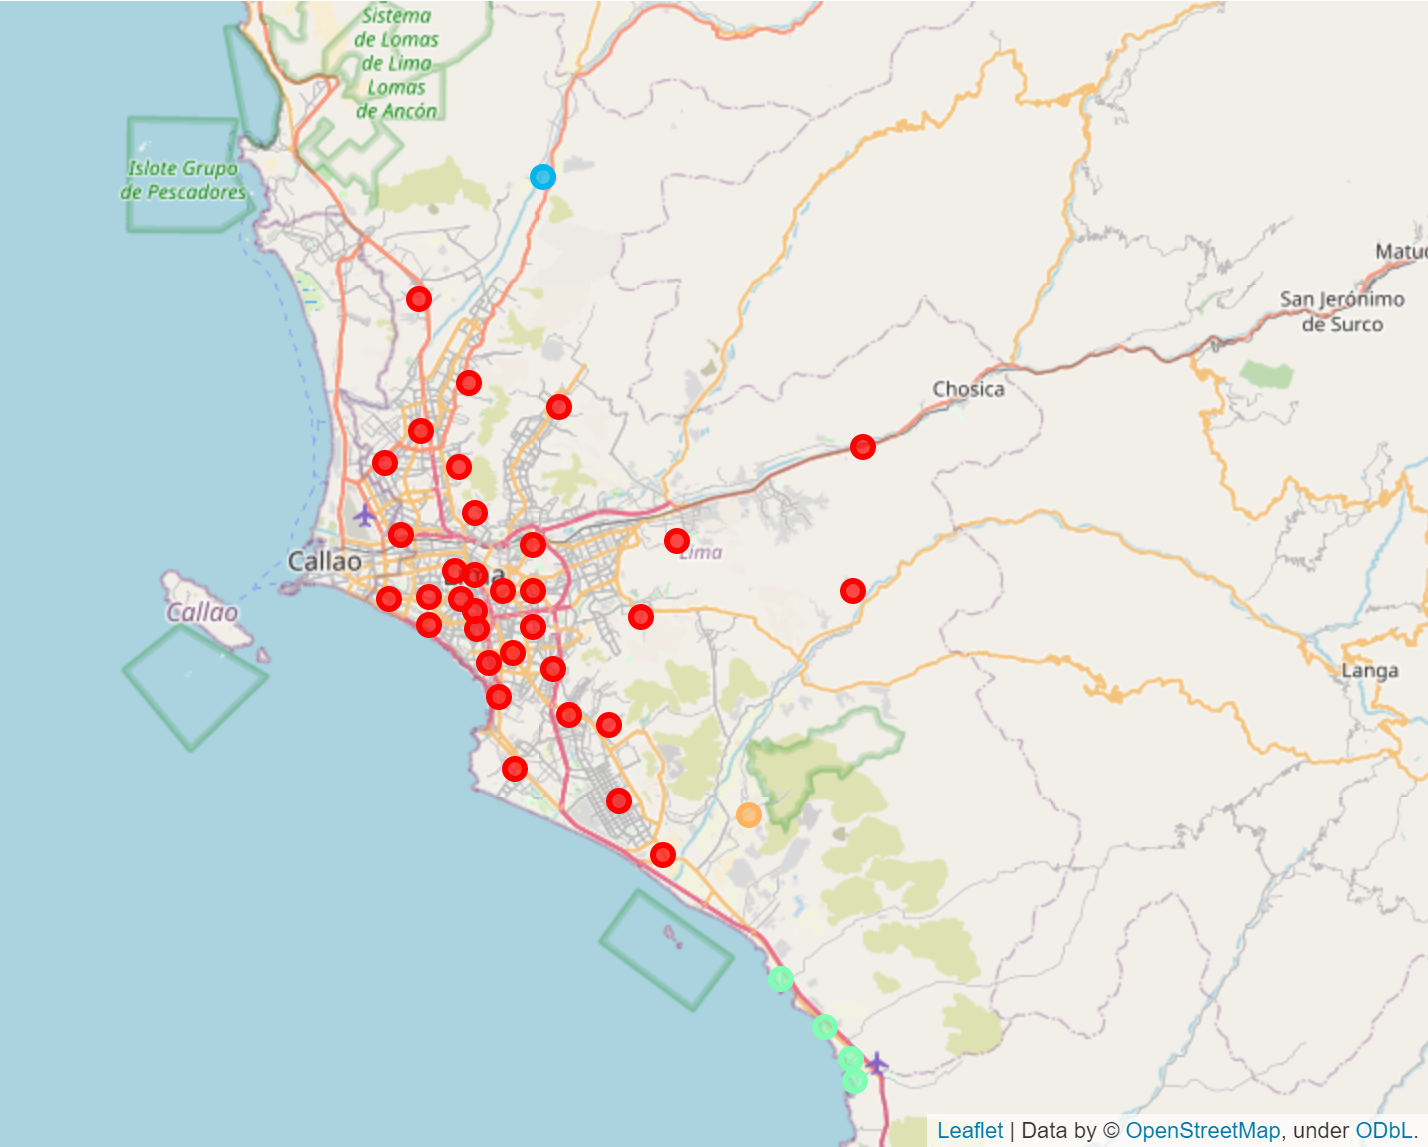 Sistema
de Lomas
de Lima
Lomas
de Ancón
Islote Grupo
de Pescadores
Matuc
San Jerónimo
de Surco
Chosica
Callao
Lima
Callao
Langa
Leaflet | Data by © OpenStreetMap, under ODbL.